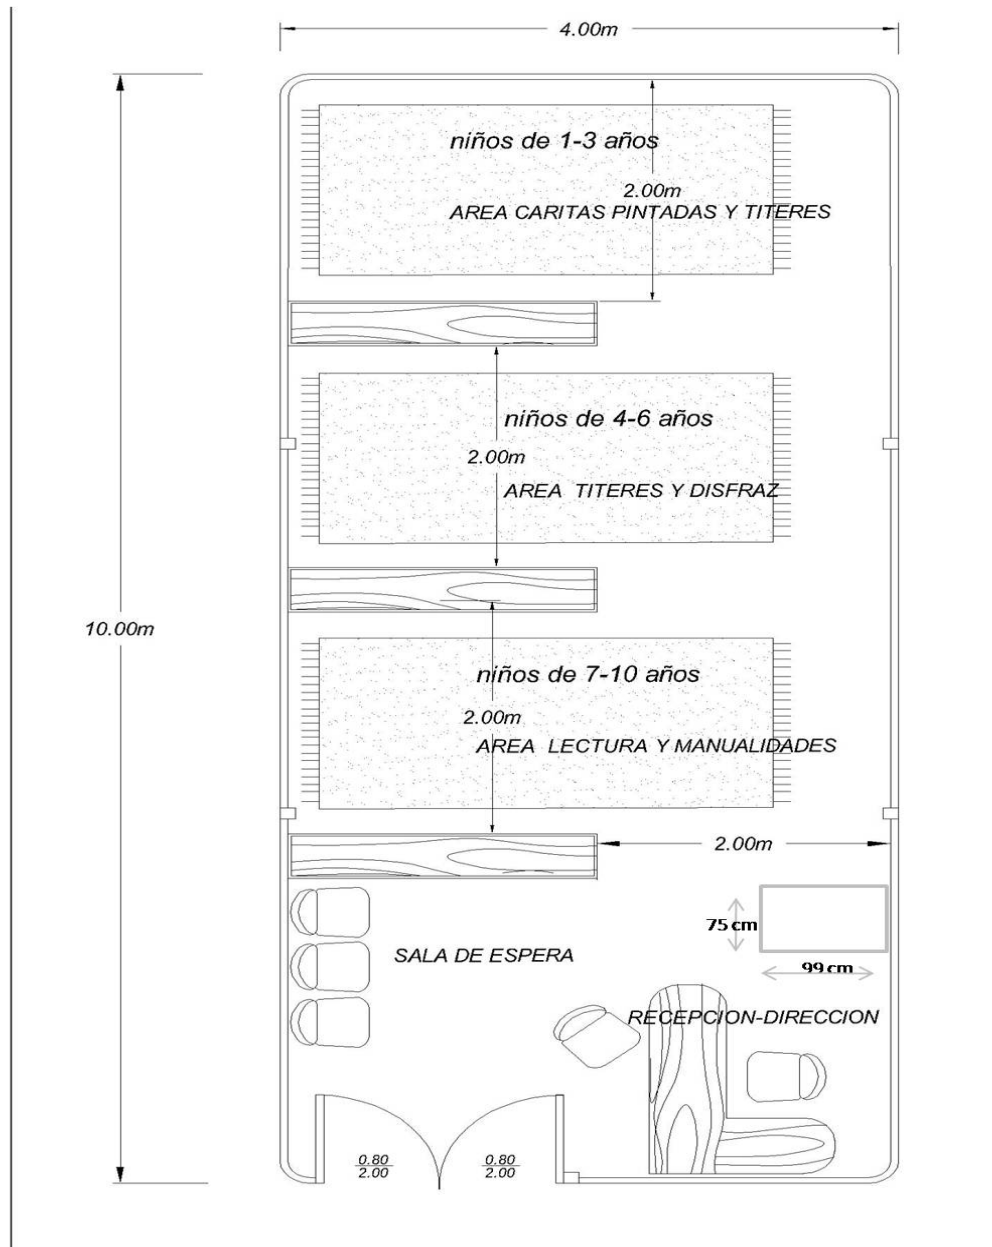 4.00m
niños de 1-3 años
2.00m
AREA CARITAS PINTADAS Y TITERES
niños de 4-6 años
2.00m
AREA TITERES Y DISFRAZ
10.00m
niños de 7-10 años
2.00m
AREA LECTURA Y MANUALIDADES
2.00m
75 cm
SALA DE ESPERA
99 cm
RECEPCION-DIRECCION
0.80
2.00
0.80
2.00